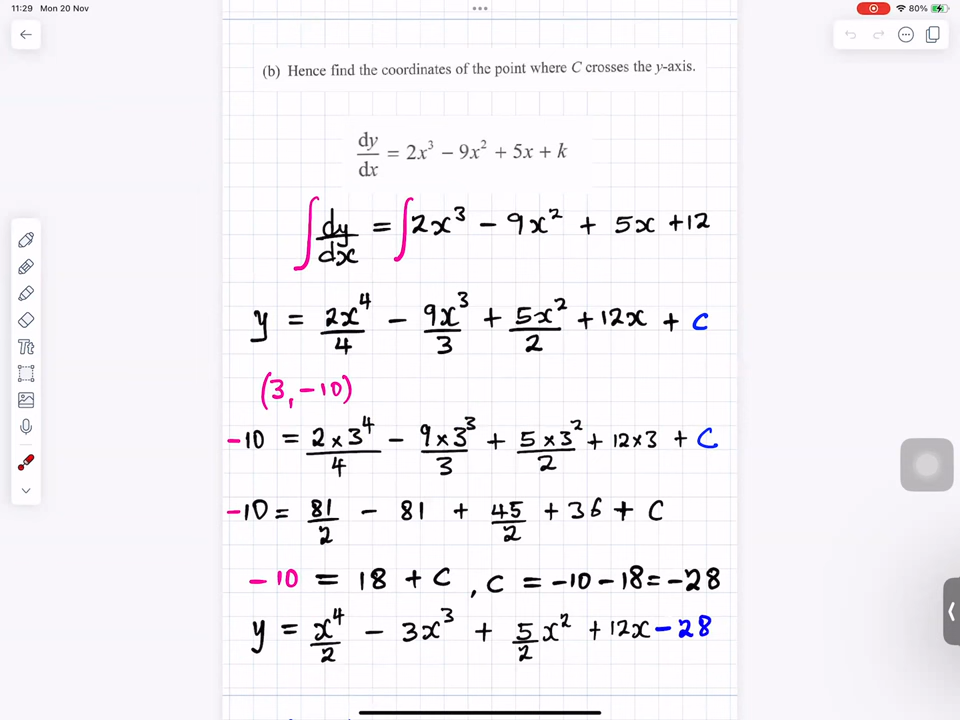 11:29 Mon 20 Nov
80%
(b) Hence find the coordinates of the point where C crosses the y-axis.
dy/dx = 2x³ − 9x² + 5x + k
∫ dy/dx = ∫ 2x³ − 9x² + 5x + 12
y = 2x⁴/4 − 9x³/3 + 5x²/2 + 12x + C
(3, −10)
−10 = 2×3⁴/4 − 9×3³/3 + 5×3²/2 + 12×3 + C
−10 = 81/2 − 81 + 45/2 + 36 + C
−10 = 18 + C , C = −10 − 18 = −28
y = x⁴/2 − 3x³ + 5/2 x² + 12x − 28
Tt